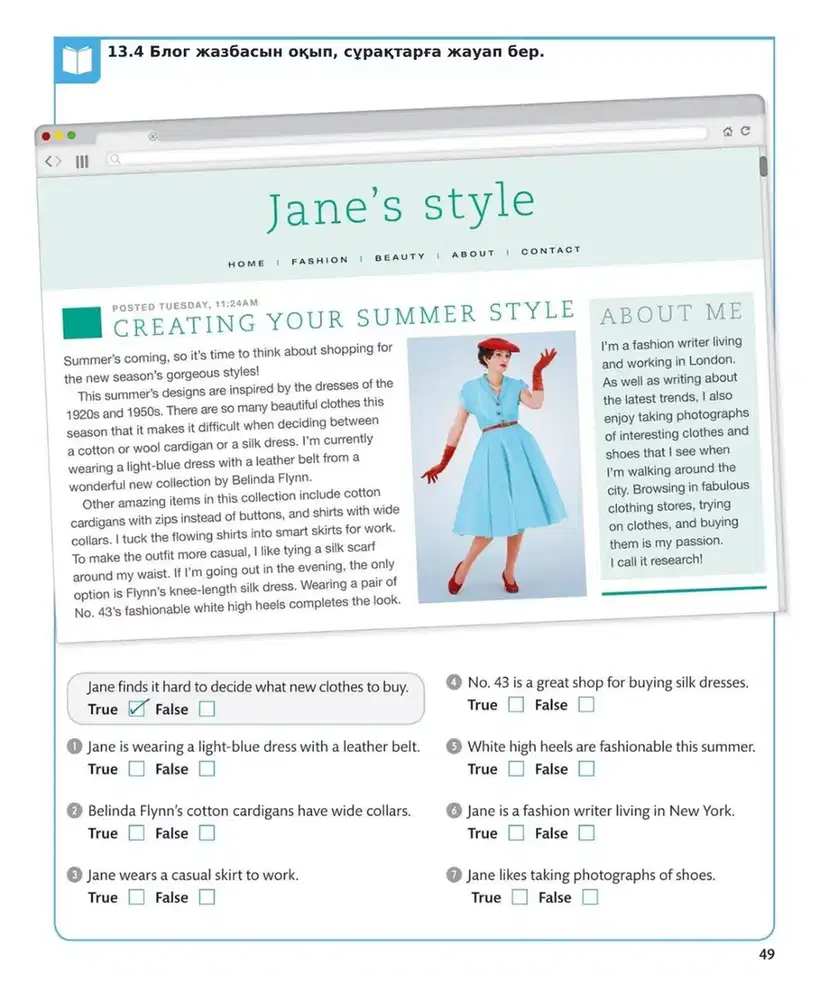 13.4 Блог жазбасын оқып, сұрақтарға жауап бер.
Jane's style
HOME | FASHION | BEAUTY | ABOUT | CONTACT
POSTED TUESDAY, 11:24AM
CREATING YOUR SUMMER STYLE
Summer's coming, so it's time to think about shopping for
the new season's gorgeous styles!
This summer's designs are inspired by the dresses of the
1920s and 1950s. There are so many beautiful clothes this
season that it makes it difficult when deciding between
a cotton or wool cardigan or a silk dress. I'm currently
wearing a light-blue dress with a leather belt from a
wonderful new collection by Belinda Flynn.
Other amazing items in this collection include cotton
cardigans with zips instead of buttons, and shirts with wide
collars. I tuck the flowing shirts into smart skirts for work.
To make the outfit more casual, I like tying a silk scarf
around my waist. If I'm going out in the evening, the only
option is Flynn's knee-length silk dress. Wearing a pair of
No. 43's fashionable white high heels completes the look.
ABOUT ME
I'm a fashion writer living
and working in London.
As well as writing about
the latest trends, I also
enjoy taking photographs
of interesting clothes and
shoes that I see when
I'm walking around the
city. Browsing in fabulous
clothing stores, trying
on clothes, and buying
them is my passion.
I call it research!
Jane finds it hard to decide what new clothes to buy.
True False
1 Jane is wearing a light-blue dress with a leather belt.
True False
2 Belinda Flynn's cotton cardigans have wide collars.
True False
3 Jane wears a casual skirt to work.
True False
4 No. 43 is a great shop for buying silk dresses.
True False
5 White high heels are fashionable this summer.
True False
6 Jane is a fashion writer living in New York.
True False
7 Jane likes taking photographs of shoes.
True False
49